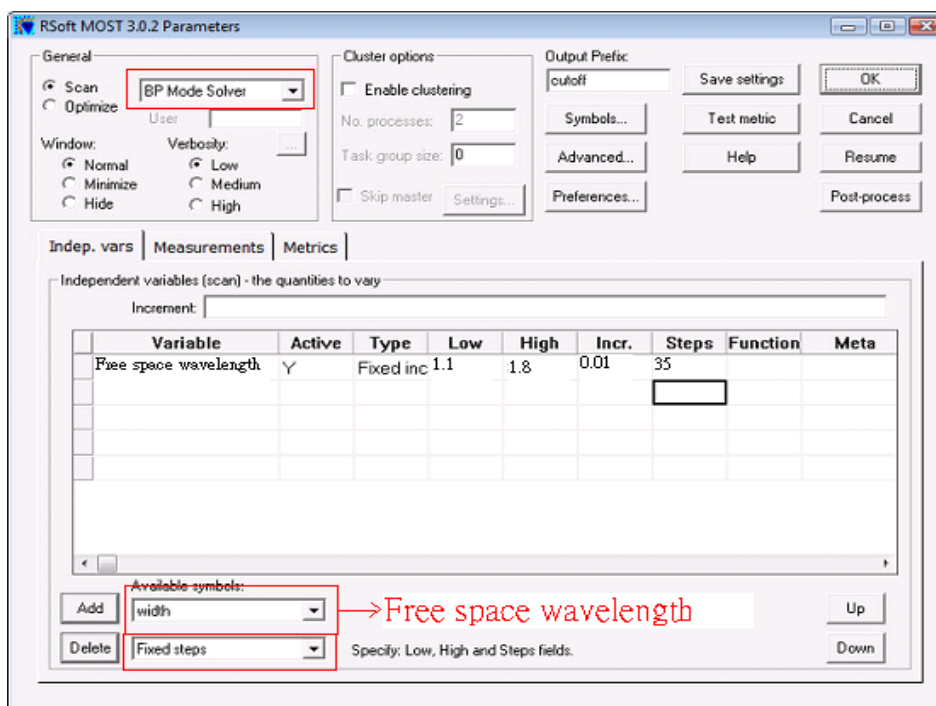 RSoft MOST 3.0.2 Parameters
General
Scan
Optimize
BP Mode Solver
User
...
Window:
Normal
Minimize
Hide
Verbosity:
Low
Medium
High
Cluster options
Enable clustering
No. processes: 2
Task group size: 0
Skip master Settings...
Output Prefix:
cutoff
Save settings
OK
Symbols...
Test metric
Cancel
Advanced...
Help
Resume
Preferences...
Post-process
Indep. vars Measurements Metrics
Independent variables (scan) - the quantities to vary
Increment:
Variable Active Type Low High Incr. Steps Function Meta
Free space wavelength Y Fixed inc 1.1 1.8 0.01 35
Available symbols:
Add width Free space wavelength Up
Delete Fixed steps Specify: Low, High and Steps fields. Down